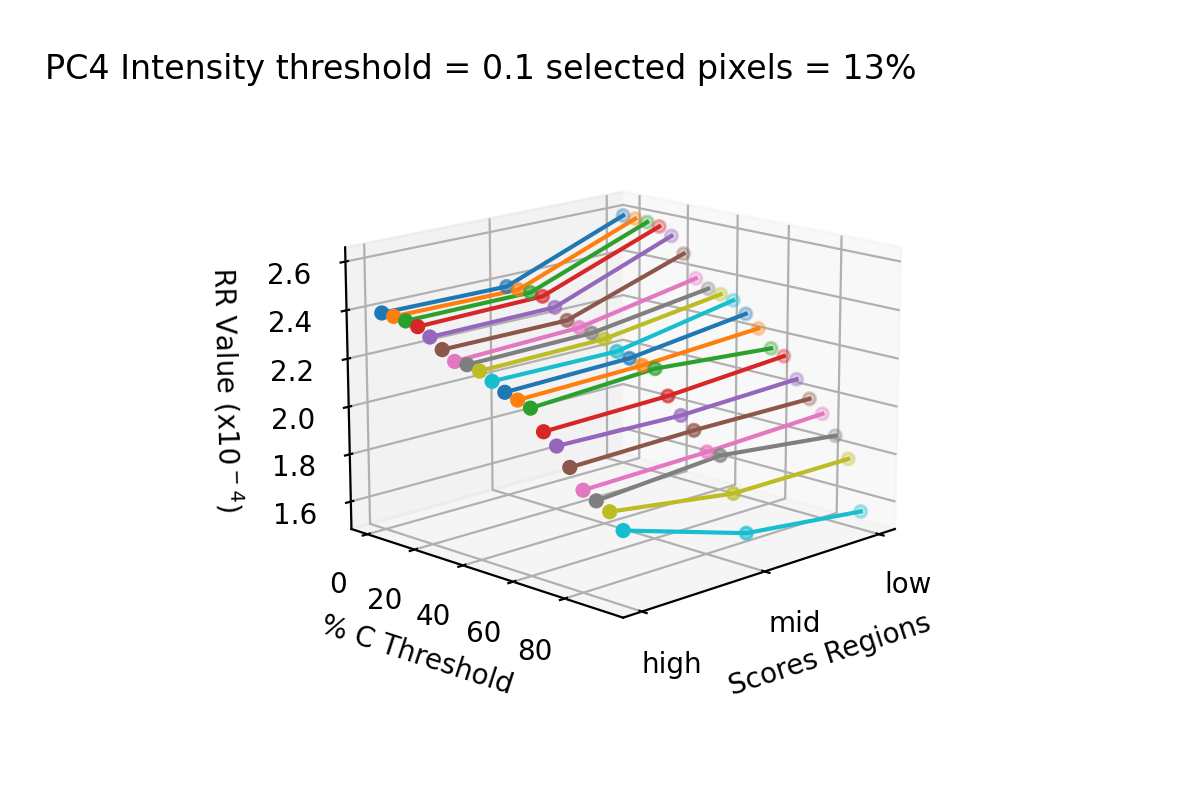 PC4 Intensity threshold = 0.1 selected pixels = 13%
RR Value (x10⁻⁴)
2.6
2.4
2.2
2.0
1.8
1.6
0
20
40
60
80
% C Threshold
high
mid
low
Scores Regions